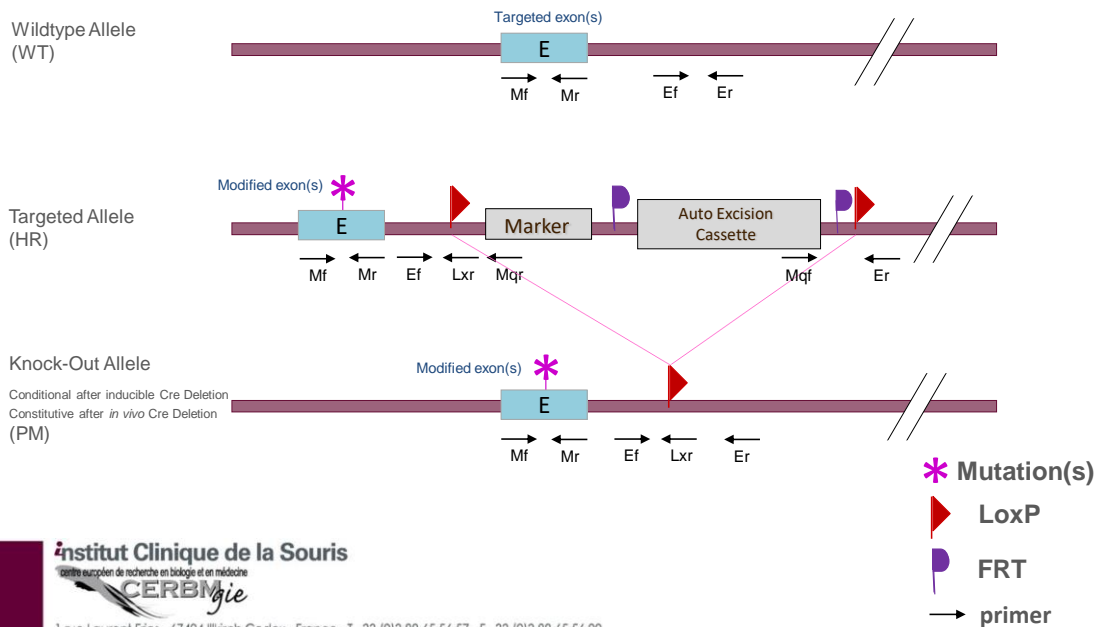 Wildtype Allele
(WT)
Targeted exon(s)
E
Mf Mr Ef Er
Targeted Allele
(HR)
Modified exon(s)
E
Marker
Auto Excision
Cassette
Mf Mr Ef Lxr Mqr Mqf Er
Knock-Out Allele
Conditional after inducible Cre Deletion
Constitutive after in vivo Cre Deletion
(PM)
Modified exon(s)
E
Mf Mr Ef Lxr Er
Mutation(s)
LoxP
FRT
primer
institut Clinique de la Souris
centre européen de recherche en biologie et en médecine
CERBMgie